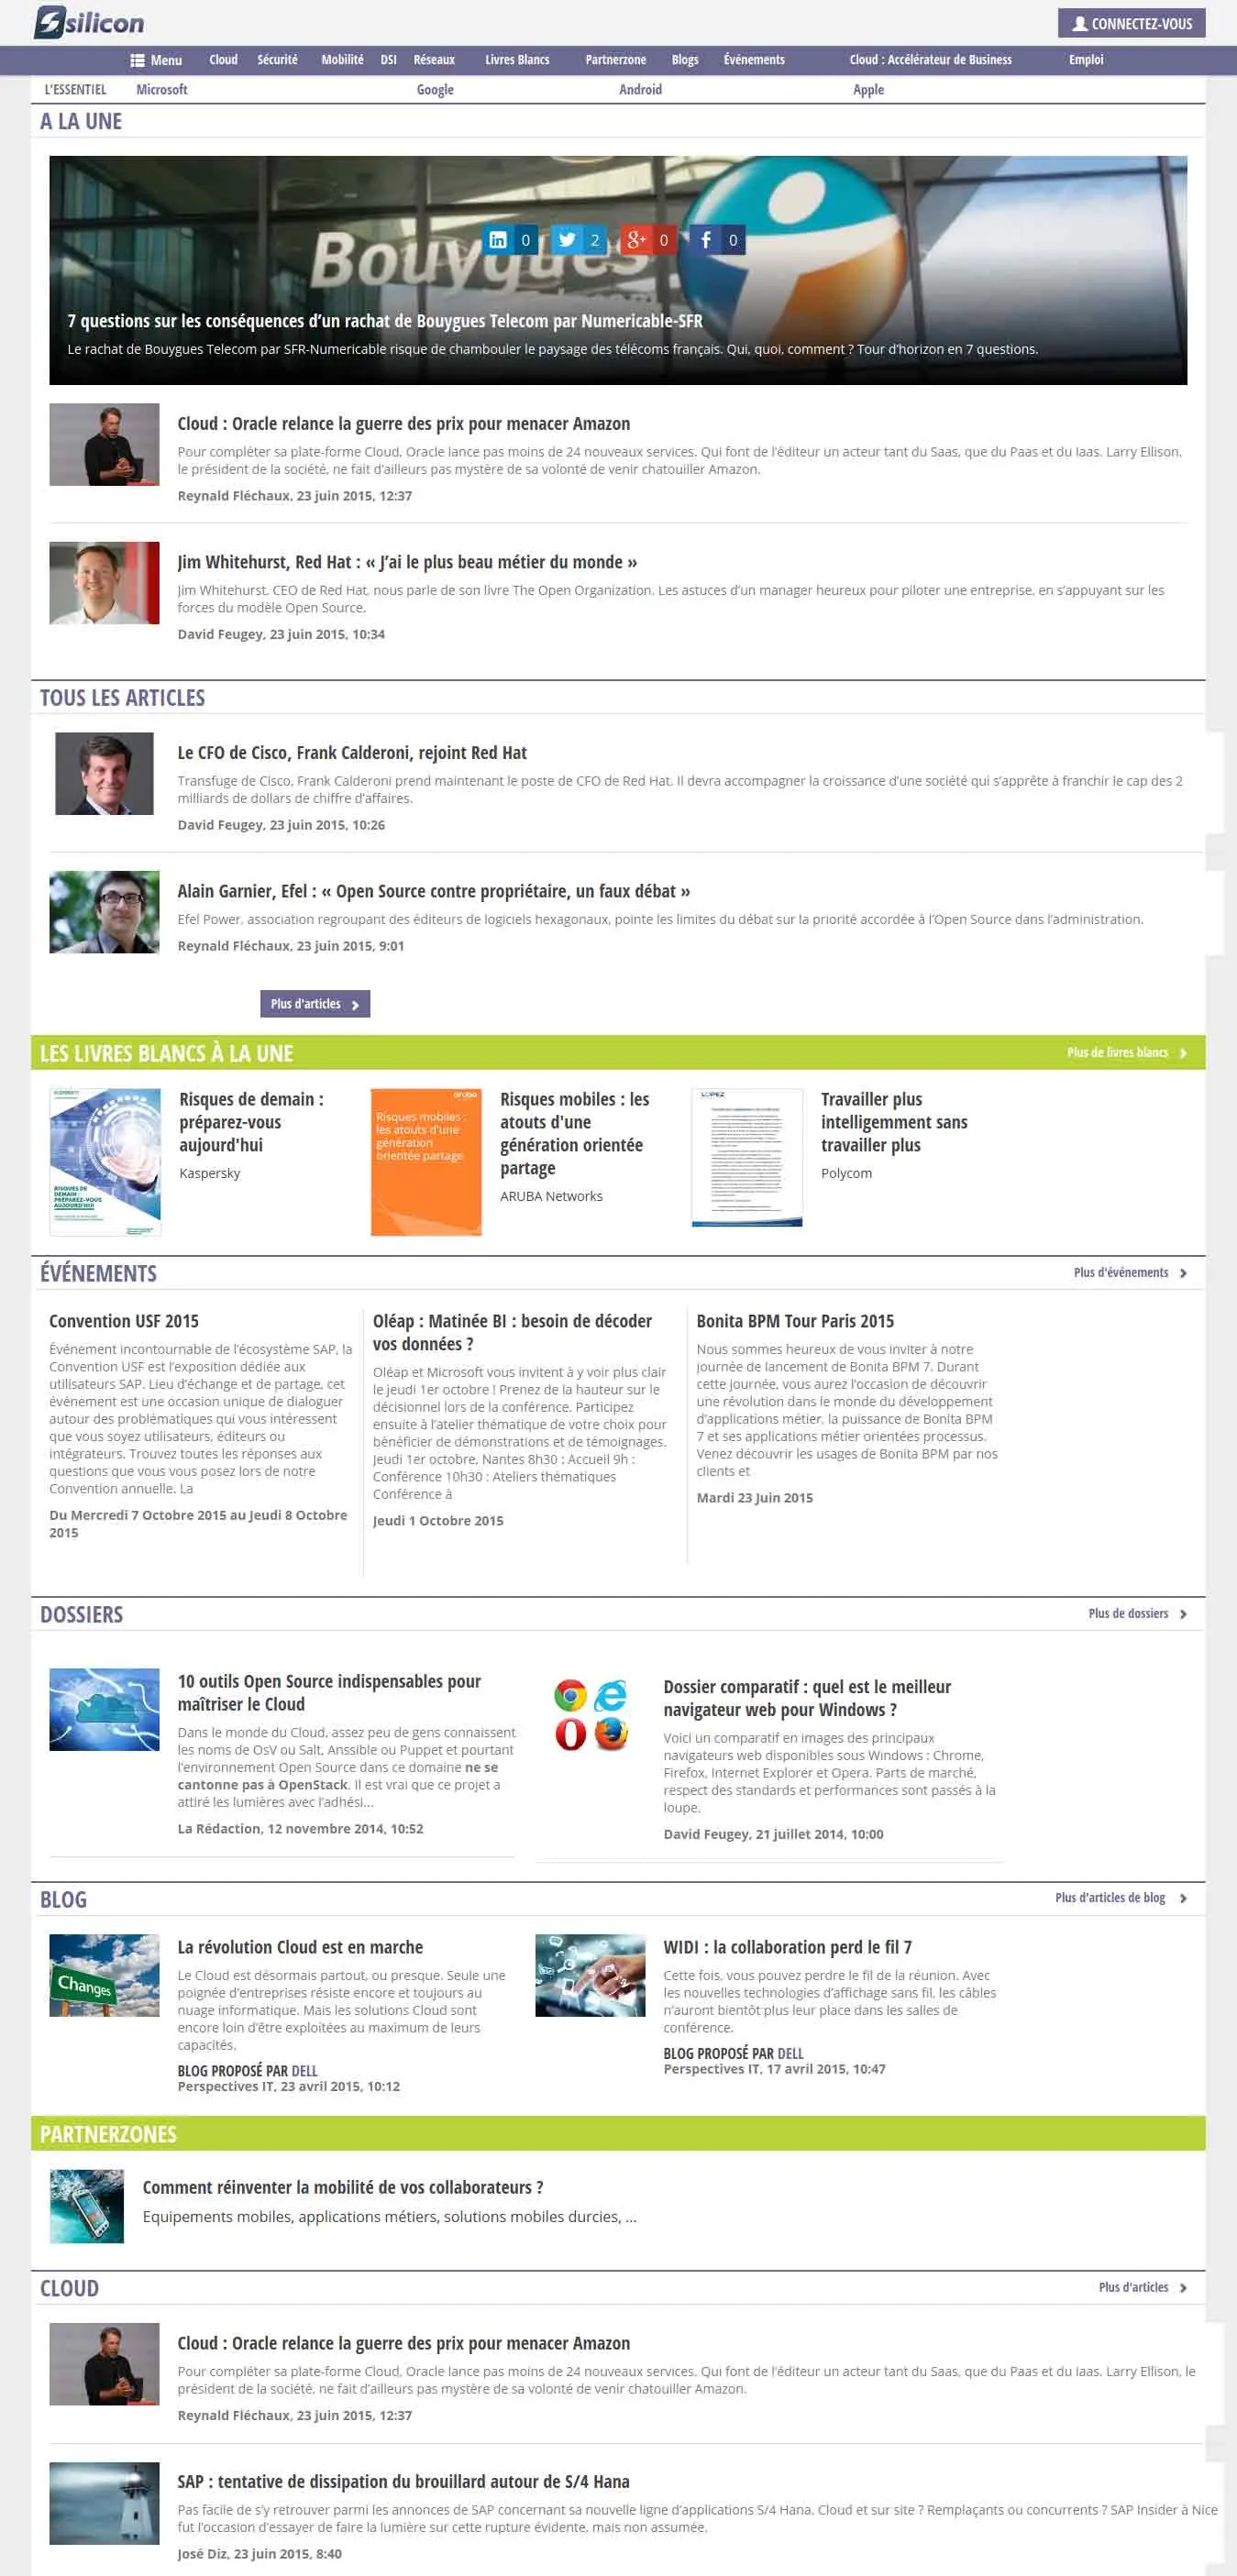 silicon
CONNECTEZ-VOUS
Menu Cloud Sécurité Mobilité DSI Réseaux Livres Blancs Partnerzone Blogs Événements Cloud : Accélérateur de Business Emploi
L'ESSENTIEL Microsoft Google Android Apple
A LA UNE
Bouygues
0 2 0 0
7 questions sur les conséquences d’un rachat de Bouygues Telecom par Numericable-SFR
Le rachat de Bouygues Telecom par SFR-Numericable risque de chambouler le paysage des télécoms français. Qui, quoi, comment ? Tour d’horizon en 7 questions.
Cloud : Oracle relance la guerre des prix pour menacer Amazon
Pour compléter sa plate-forme Cloud, Oracle lance pas moins de 24 nouveaux services. Qui font de l’éditeur un acteur tant du Saas, que du Paas et du Iaas. Larry Ellison,
le président de la société, ne fait d’ailleurs pas mystère de sa volonté de venir chatouiller Amazon.
Reynald Fléchaux, 23 juin 2015, 12:37
Jim Whitehurst, Red Hat : « J’ai le plus beau métier du monde »
Jim Whitehurst, CEO de Red Hat, nous parle de son livre The Open Organization. Les astuces d’un manager heureux pour piloter une entreprise, en s’appuyant sur les
forces du modèle Open Source.
David Feugey, 23 juin 2015, 10:34
TOUS LES ARTICLES
Le CFO de Cisco, Frank Calderoni, rejoint Red Hat
Transfuge de Cisco, Frank Calderoni prend maintenant le poste de CFO de Red Hat. Il devra accompagner la croissance d’une société qui s’apprête à franchir le cap des 2
milliards de dollars de chiffre d’affaires.
David Feugey, 23 juin 2015, 10:26
Alain Garnier, Efel : « Open Source contre propriétaire, un faux débat »
Efel Power, association regroupant des éditeurs de logiciels hexagonaux, pointe les limites du débat sur la priorité accordée à l’Open Source dans l’administration.
Reynald Fléchaux, 23 juin 2015, 9:01
Plus d'articles
LES LIVRES BLANCS À LA UNE
Plus de livres blancs
RISQUES DE
DEMAIN :
PRÉPAREZ-VOUS
AUJOURD'HUI
Risques de demain :
préparez-vous
aujourd'hui
Kaspersky
aruba
Risques mobiles :
les atouts d'une
génération
orientée partage
Risques mobiles : les
atouts d'une
génération orientée
partage
ARUBA Networks
LOPEZ
Travailler plus
intelligemment sans
travailler plus
Polycom
ÉVÉNEMENTS
Plus d'événements
Convention USF 2015
Événement incontournable de l’écosystème SAP, la
Convention USF est l’exposition dédiée aux
utilisateurs SAP. Lieu d’échange et de partage, cet
événement est une occasion unique de dialoguer
autour des problématiques qui vous intéressent
que vous soyez utilisateurs, éditeurs ou
intégrateurs. Trouvez toutes les réponses aux
questions que vous vous posez lors de notre
Convention annuelle. La
Du Mercredi 7 Octobre 2015 au Jeudi 8 Octobre
2015
Oléap : Matinée BI : besoin de décoder
vos données ?
Oléap et Microsoft vous invitent à y voir plus clair
le jeudi 1er octobre ! Prenez de la hauteur sur le
décisionnel lors de la conférence. Participez
ensuite à l’atelier thématique de votre choix pour
bénéficier de démonstrations et de témoignages.
Jeudi 1er octobre, Nantes 8h30 : Accueil 9h :
Conférence 10h30 : Ateliers thématiques
Conférence à
Jeudi 1 Octobre 2015
Bonita BPM Tour Paris 2015
Nous sommes heureux de vous inviter à notre
journée de lancement de Bonita BPM 7. Durant
cette journée, vous aurez l’occasion de découvrir
une révolution dans le monde du développement
d’applications métier, la puissance de Bonita BPM
7 et ses applications métier orientées processus.
Venez découvrir les usages de Bonita BPM par nos
clients et
Mardi 23 Juin 2015
DOSSIERS
Plus de dossiers
10 outils Open Source indispensables pour
maîtriser le Cloud
Dans le monde du Cloud, assez peu de gens connaissent
les noms de OsV ou Salt, Anssible ou Puppet et pourtant
l’environnement Open Source dans ce domaine ne se
cantonne pas à OpenStack. Il est vrai que ce projet a
attiré les lumières avec l’adhési...
La Rédaction, 12 novembre 2014, 10:52
Dossier comparatif : quel est le meilleur
navigateur web pour Windows ?
Voici un comparatif en images des principaux
navigateurs web disponibles sous Windows : Chrome,
Firefox, Internet Explorer et Opera. Parts de marché,
respect des standards et performances sont passés à la
loupe.
David Feugey, 21 juillet 2014, 10:00
BLOG
Plus d'articles de blog
Changes
La révolution Cloud est en marche
Le Cloud est désormais partout, ou presque. Seule une
poignée d’entreprises résiste encore et toujours au
nuage informatique. Mais les solutions Cloud sont
encore loin d’être exploitées au maximum de leurs
capacités.
BLOG PROPOSÉ PAR DELL
Perspectives IT, 23 avril 2015, 10:12
WIDI : la collaboration perd le fil 7
Cette fois, vous pouvez perdre le fil de la réunion. Avec
les nouvelles technologies d’affichage sans fil, les câbles
n’auront bientôt plus leur place dans les salles de
conférence.
BLOG PROPOSÉ PAR DELL
Perspectives IT, 17 avril 2015, 10:47
PARTNERZONES
Comment réinventer la mobilité de vos collaborateurs ?
Equipements mobiles, applications métiers, solutions mobiles durcies, ...
CLOUD
Plus d'articles
Cloud : Oracle relance la guerre des prix pour menacer Amazon
Pour compléter sa plate-forme Cloud, Oracle lance pas moins de 24 nouveaux services. Qui font de l’éditeur un acteur tant du Saas, que du Paas et du Iaas. Larry Ellison, le
président de la société, ne fait d’ailleurs pas mystère de sa volonté de venir chatouiller Amazon.
Reynald Fléchaux, 23 juin 2015, 12:37
SAP : tentative de dissipation du brouillard autour de S/4 Hana
Pas facile de s’y retrouver parmi les annonces de SAP concernant sa nouvelle ligne d’applications S/4 Hana. Cloud et sur site ? Remplaçants ou concurrents ? SAP Insider à Nice
fut l’occasion d’essayer de faire la lumière sur cette rupture évidente, mais non assumée.
José Diz, 23 juin 2015, 8:40